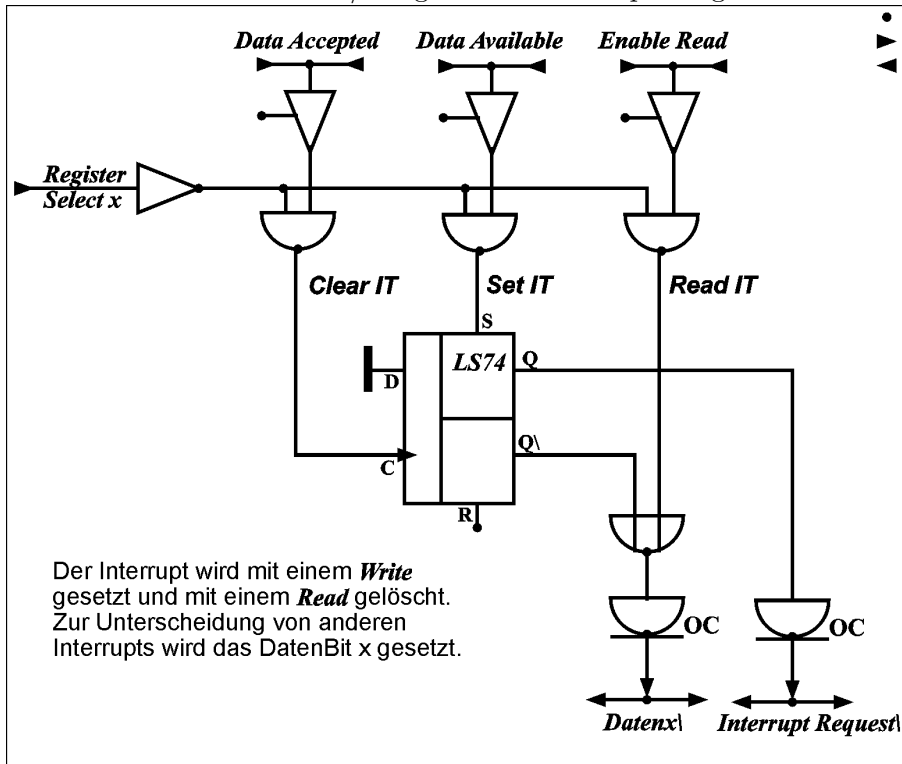 Data Accepted
Data Available
Enable Read
Register
Select x
Clear IT
Set IT
Read IT
S
LS74
Q
D
Q\
C
R
OC
OC
Der Interrupt wird mit einem Write
gesetzt und mit einem Read gelöscht.
Zur Unterscheidung von anderen
Interrupts wird das DatenBit x gesetzt.
Datenx\
Interrupt Request\